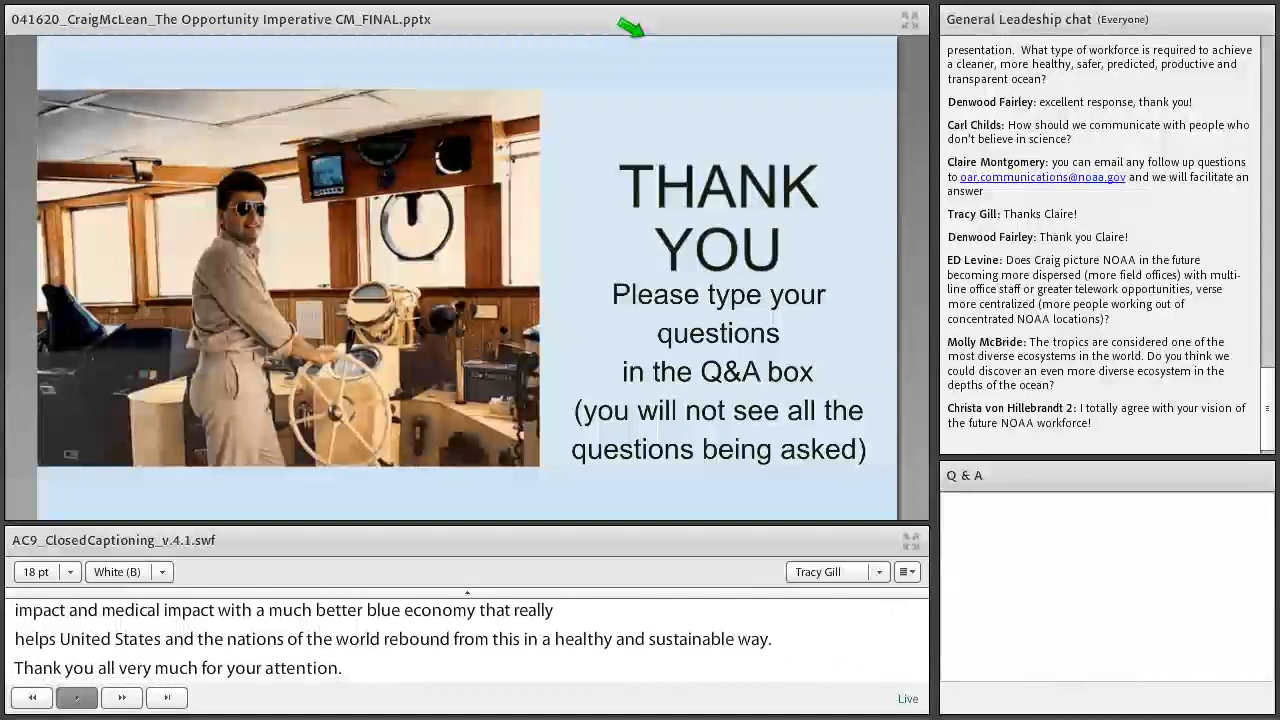 041620_CraigMcLean_The Opportunity Imperative CM_FINAL.pptx
THANK
YOU
Please type your
questions
in the Q&A box
(you will not see all the
questions being asked)
AC9_ClosedCaptioning_v.4.1.swf
18 pt
White (B)
Tracy Gill
impact and medical impact with a much better blue economy that really
helps United States and the nations of the world rebound from this in a healthy and sustainable way.
Thank you all very much for your attention.
Live
General Leadership chat (Everyone)
presentation. What type of workforce is required to achieve
a cleaner, more healthy, safer, predicted, productive and
transparent ocean?
Denwood Fairley: excellent response, thank you!
Carl Childs: How should we communicate with people who
don't believe in science?
Claire Montgomery: you can email any follow up questions
to oar.communications@noaa.gov and we will facilitate an
answer
Tracy Gill: Thanks Claire!
Denwood Fairley: Thank you Claire!
ED Levine: Does Craig picture NOAA in the future
becoming more dispersed (more field offices) with multi-
line office staff or greater telework opportunities, verse
more centralized (more people working out of
concentrated NOAA locations)?
Molly McBride: The tropics are considered one of the
most diverse ecosystems in the world. Do you think we
could discover an even more diverse ecosystem in the
depths of the ocean?
Christa von Hillebrandt 2: I totally agree with your vision of
the future NOAA workforce!
Q & A